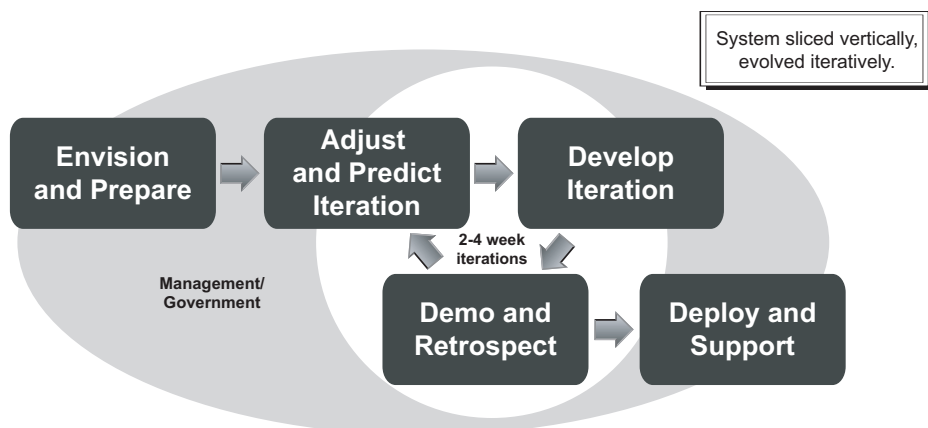 System sliced vertically,
evolved iteratively.
Envision
and Prepare
Adjust
and Predict
Iteration
Develop
Iteration
2-4 week
iterations
Management/
Government
Demo and
Retrospect
Deploy and
Support